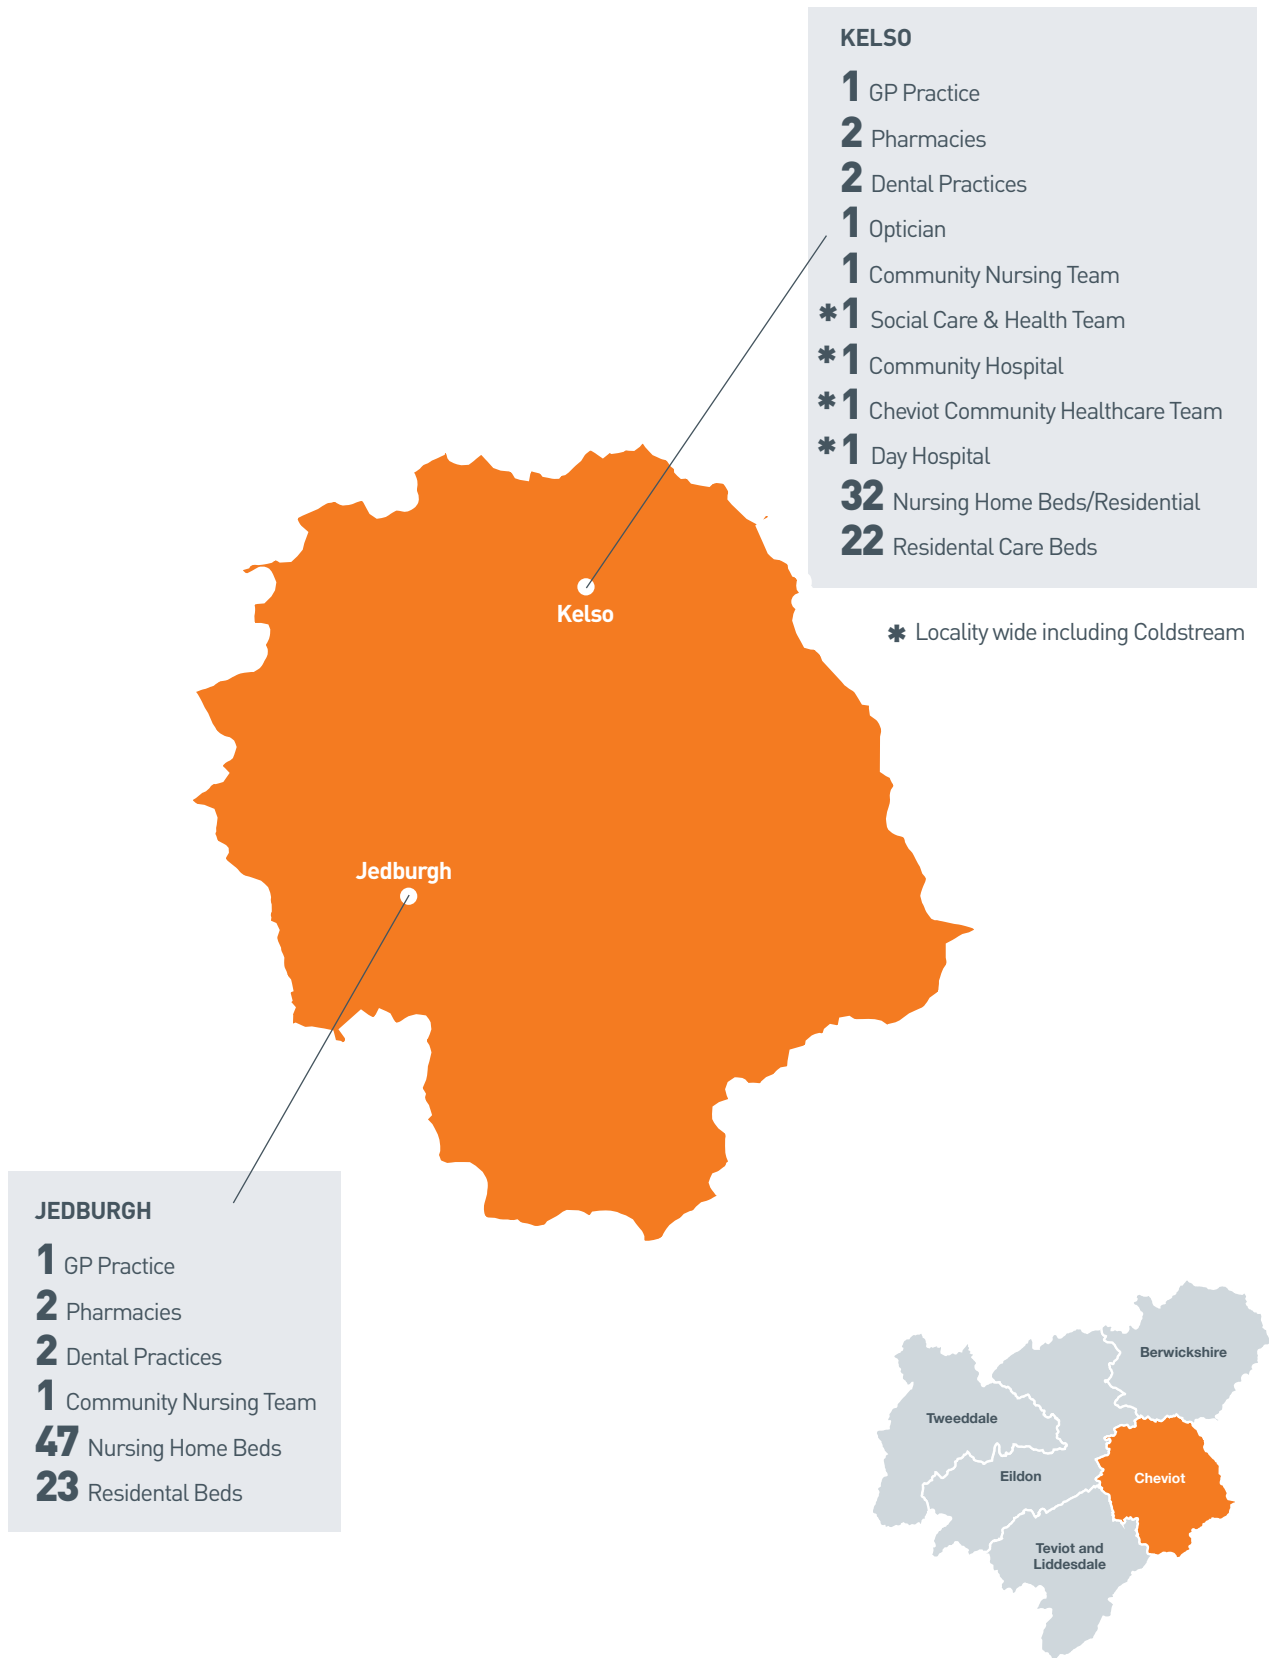 KELSO
1 GP Practice
2 Pharmacies
2 Dental Practices
1 Optician
1 Community Nursing Team
* 1 Social Care & Health Team
* 1 Community Hospital
* 1 Cheviot Community Healthcare Team
* 1 Day Hospital
32 Nursing Home Beds/Residential
22 Residental Care Beds
* Locality wide including Coldstream
Kelso
Jedburgh
JEDBURGH
1 GP Practice
2 Pharmacies
2 Dental Practices
1 Community Nursing Team
47 Nursing Home Beds
23 Residental Beds
Berwickshire
Tweeddale
Eildon
Cheviot
Teviot and
Liddesdale